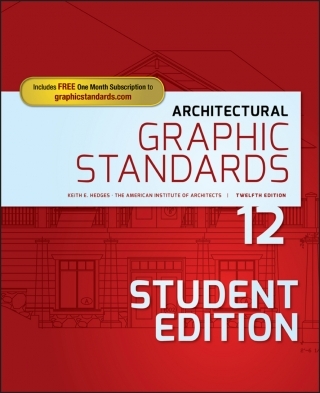 Includes FREE One Month Subscription to
graphicstandards.com
ARCHITECTURAL
GRAPHIC
STANDARDS
KEITH E. HEDGES · THE AMERICAN INSTITUTE OF ARCHITECTS | TWELFTH EDITION
12
STUDENT
EDITION